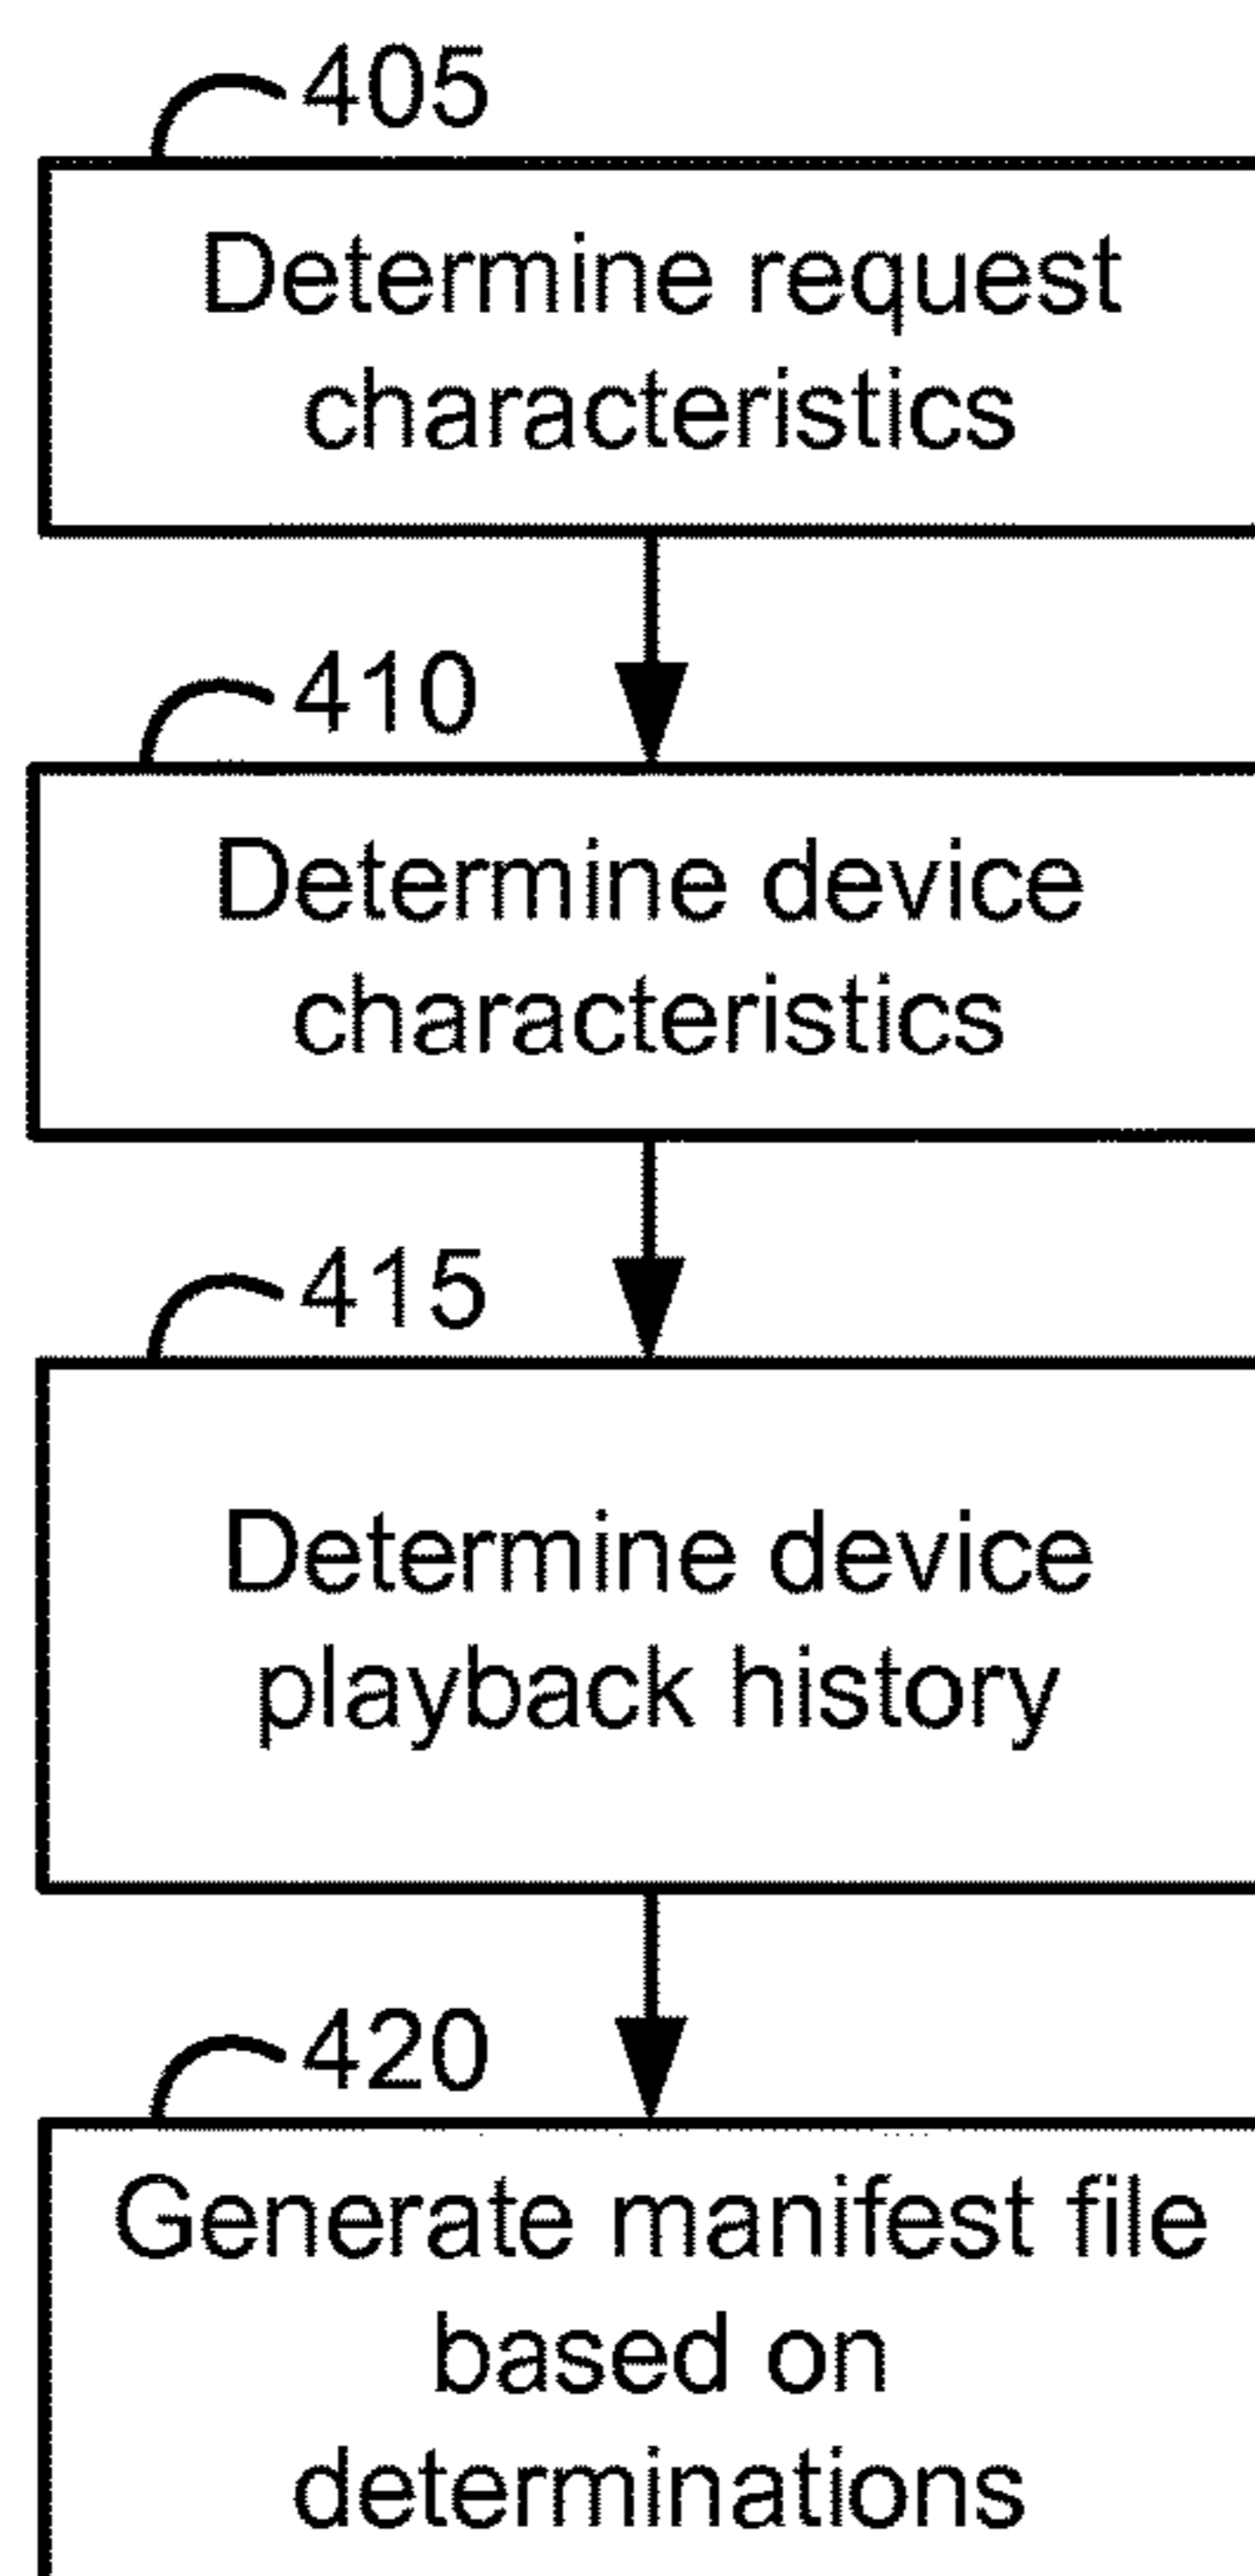 405
Determine request
characteristics
410
Determine device
characteristics
415
Determine device
playback history
420
Generate manifest file
based on
determinations